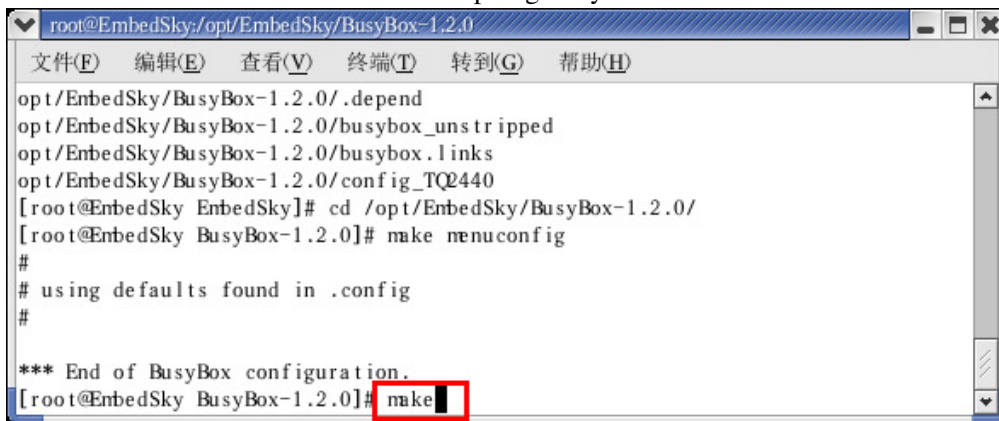 root@EmbedSky:/opt/EmbedSky/BusyBox-1.2.0
文件(F) 编辑(E) 查看(V) 终端(T) 转到(G) 帮助(H)
opt/EmbedSky/BusyBox-1.2.0/.depend
opt/EmbedSky/BusyBox-1.2.0/busybox_unstripped
opt/EmbedSky/BusyBox-1.2.0/busybox.links
opt/EmbedSky/BusyBox-1.2.0/config_TQ2440
[root@EmbedSky EmbedSky]# cd /opt/EmbedSky/BusyBox-1.2.0/
[root@EmbedSky BusyBox-1.2.0]# make menuconfig
#
# using defaults found in .config
#
*** End of BusyBox configuration.
[root@EmbedSky BusyBox-1.2.0]# make